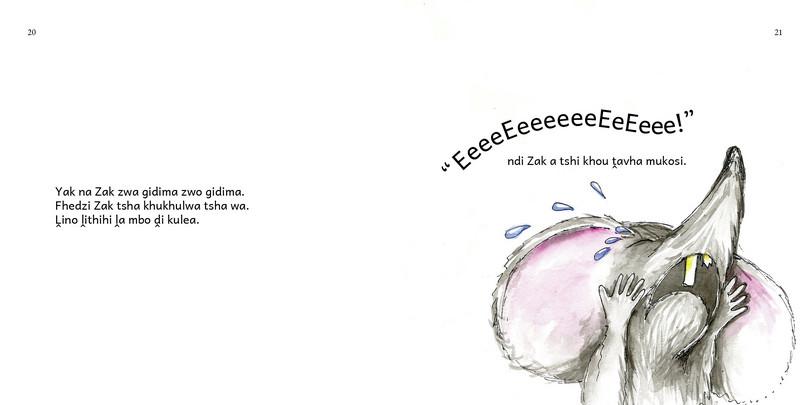 20
Yak na Zak zwa gidima zwo gidima.
Fhedzi Zak tsha khukhulwa tsha wa.
Ḽino ḽithihi ḽa mbo ḓi kulea.
21
“EeeeEeeeeeeEeEeee!”
ndi Zak a tshi khou ṱavha mukosi.